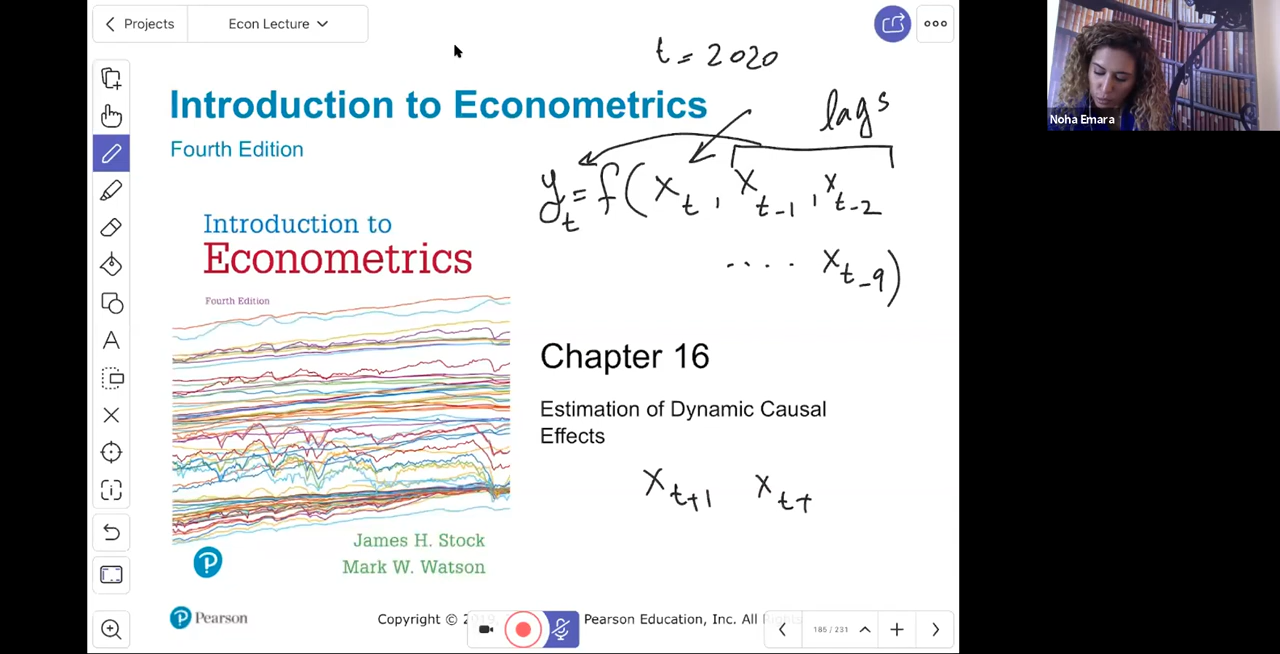 Projects
Econ Lecture
t = 2020
Introduction to Econometrics
lags
Fourth Edition
y_t = f(x_t, x_t-1, x_t-2
.... x_t-9)
Introduction to
Econometrics
Fourth Edition
Chapter 16
Estimation of Dynamic Causal
Effects
x_t+1 x_t+
James H. Stock
Mark W. Watson
P
P Pearson
Copyright © Pearson Education, Inc. All
185 / 231
A
Noha Emara